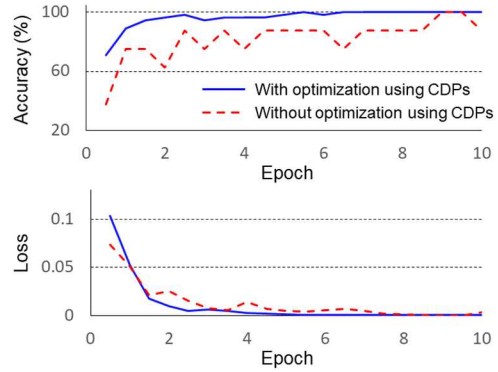 Accuracy (%)
100
60
20
With optimization using CDPs
Without optimization using CDPs
0 2 4 6 8 10
Epoch
Loss
0.1
0.05
0
0 2 4 6 8 10
Epoch